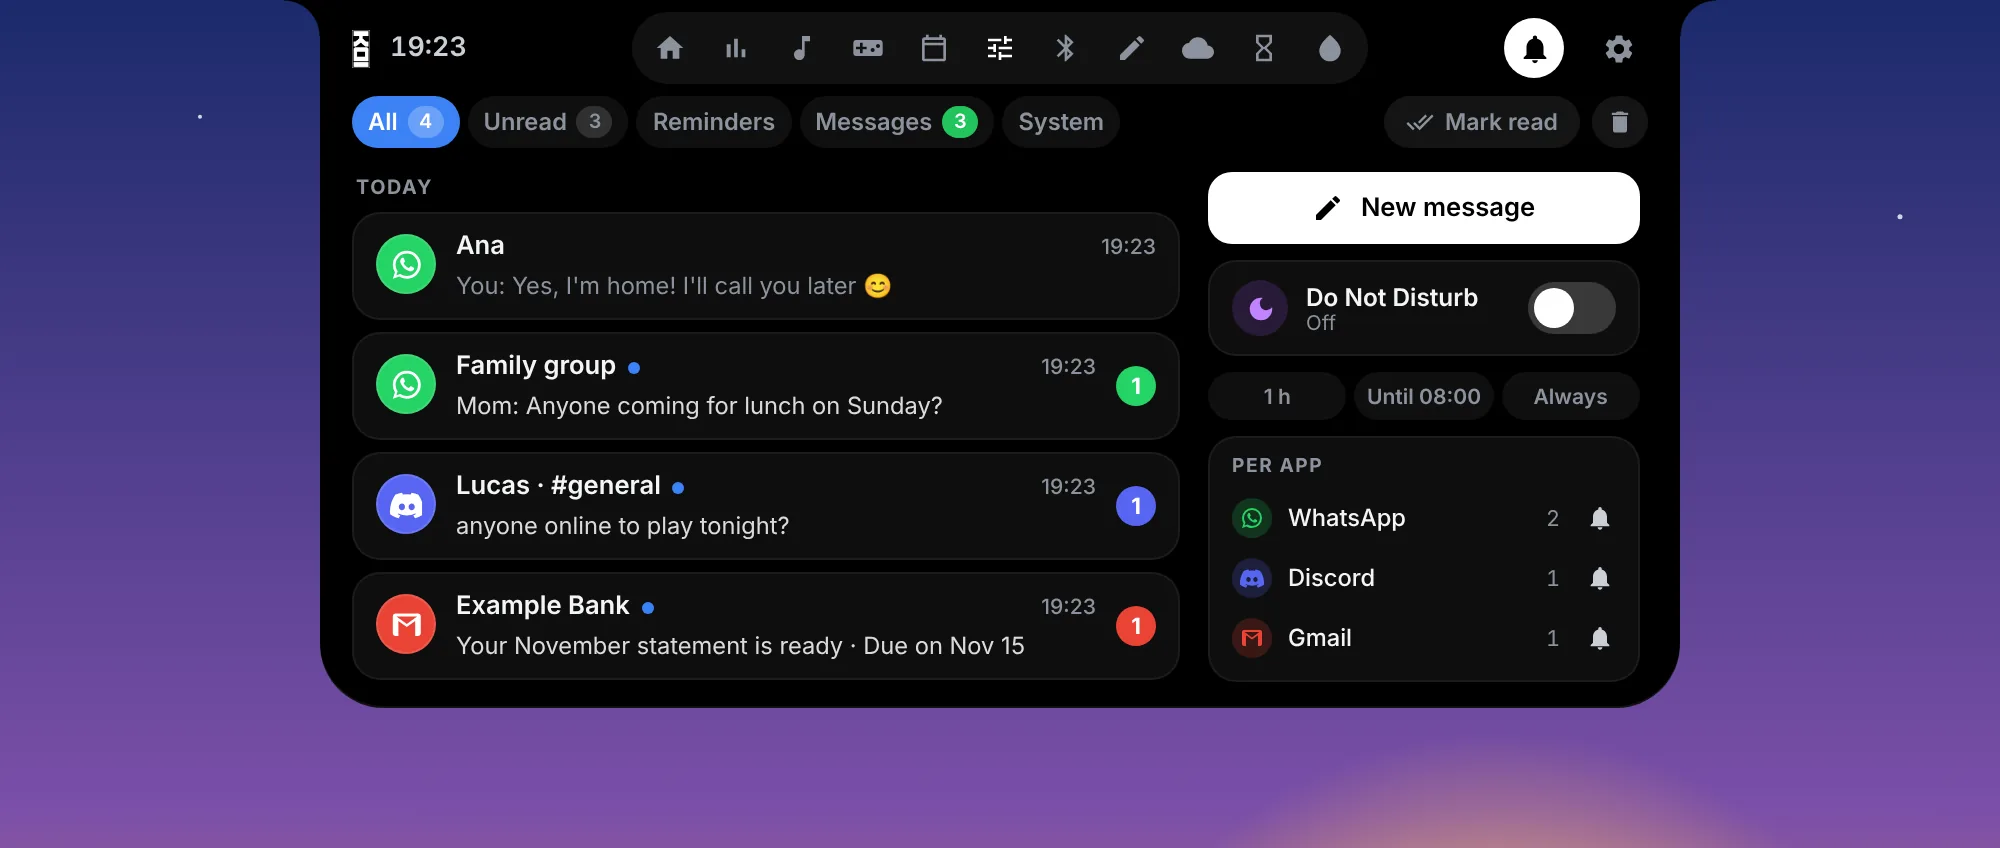 19:23
All 4
Unread 3
Reminders
Messages 3
System
Mark read
TODAY
Ana 19:23
You: Yes, I'm home! I'll call you later 😊
Family group 19:23
Mom: Anyone coming for lunch on Sunday? 1
Lucas · #general 19:23
anyone online to play tonight? 1
Example Bank 19:23
Your November statement is ready · Due on Nov 15 1
New message
Do Not Disturb
Off
1 h
Until 08:00
Always
PER APP
WhatsApp 2
Discord 1
Gmail 1